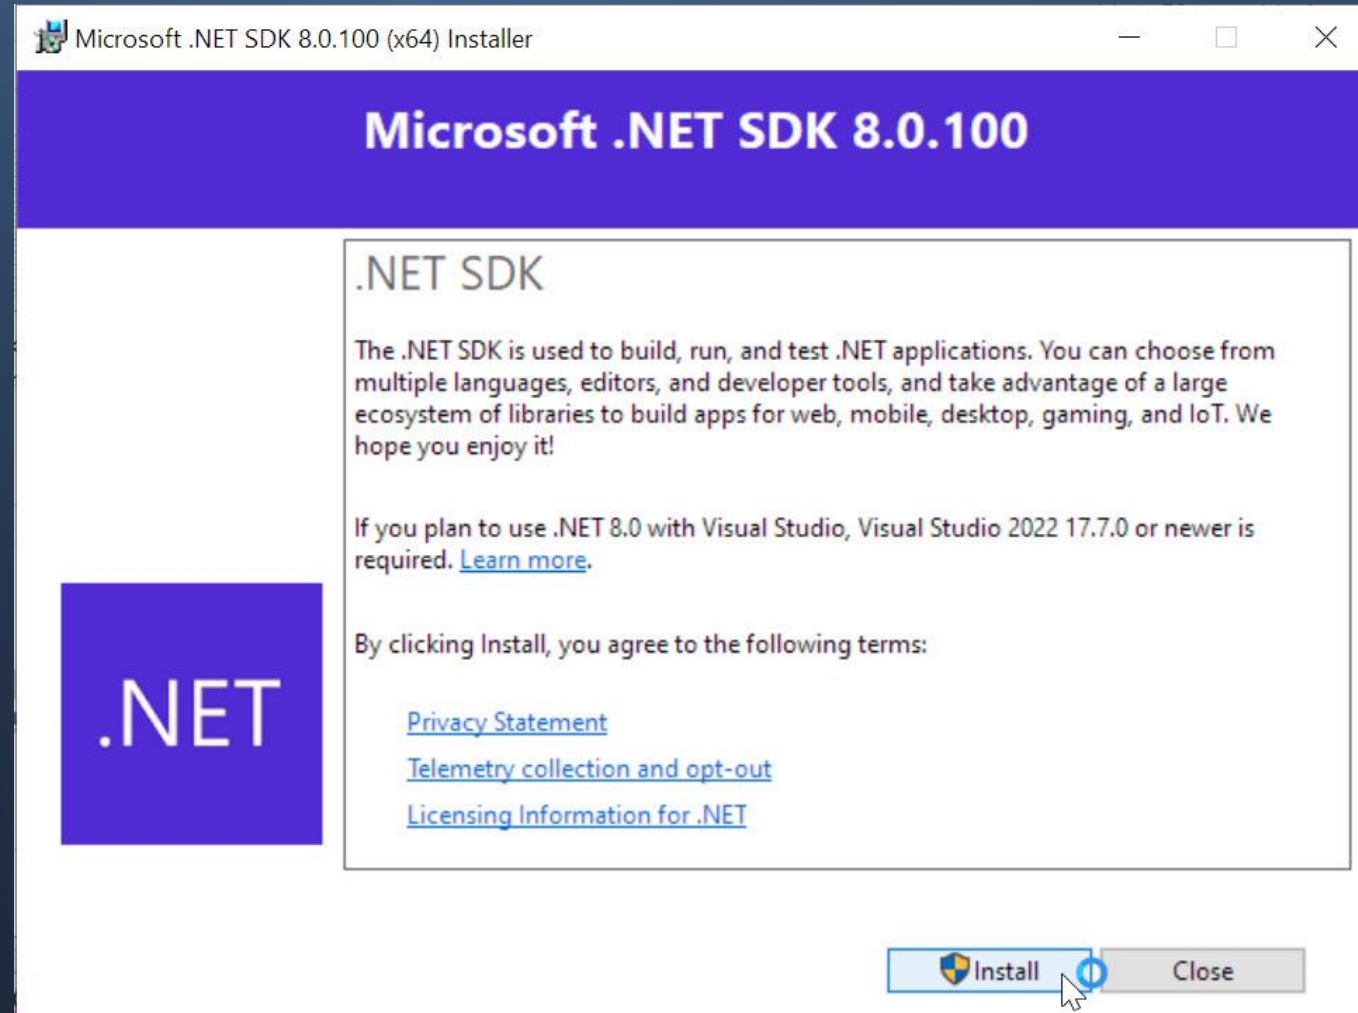 Microsoft .NET SDK 8.0.100 (x64) Installer
Microsoft .NET SDK 8.0.100
.NET SDK
The .NET SDK is used to build, run, and test .NET applications. You can choose from
multiple languages, editors, and developer tools, and take advantage of a large
ecosystem of libraries to build apps for web, mobile, desktop, gaming, and IoT. We
hope you enjoy it!
If you plan to use .NET 8.0 with Visual Studio, Visual Studio 2022 17.7.0 or newer is
required. Learn more.
By clicking Install, you agree to the following terms:
Privacy Statement
Telemetry collection and opt-out
Licensing Information for .NET
.NET
Install
Close